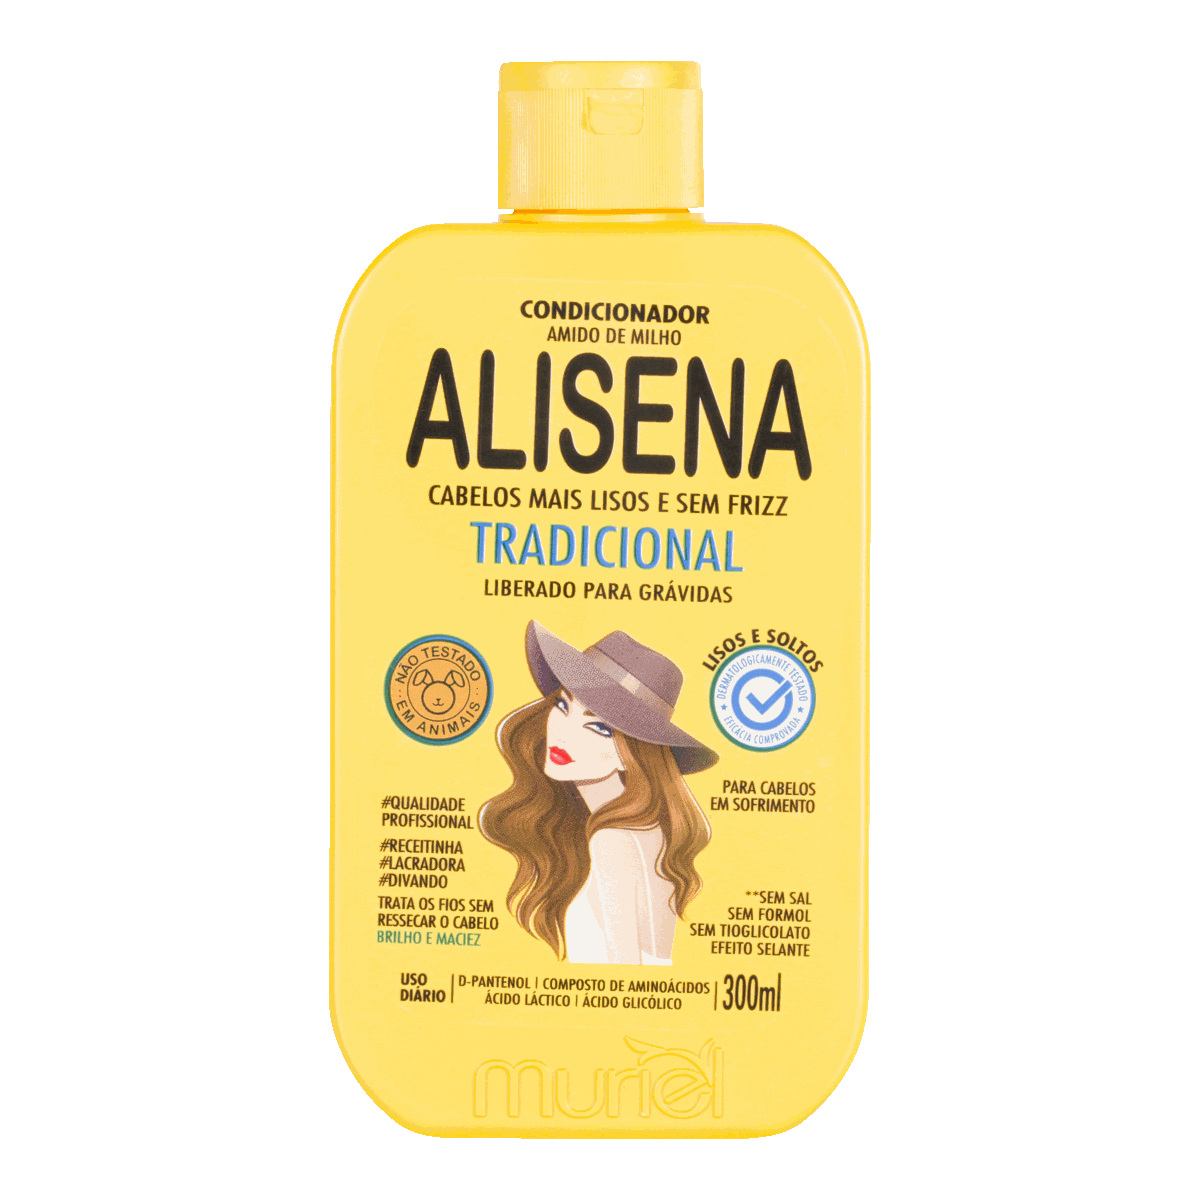 CONDICIONADOR
AMIDO DE MILHO
ALISENA
CABELOS MAIS LISOS E SEM FRIZZ
TRADICIONAL
LIBERADO PARA GRÁVIDAS
NÃO TESTADO
EM ANIMAIS
LISOS E SOLTOS
DERMATOLOGICAMENTE TESTADO
EFICÁCIA COMPROVADA
PARA CABELOS
EM SOFRIMENTO
#QUALIDADE
PROFISSIONAL
#RECEITINHA
#LACRADORA
#DIVANDO
TRATA OS FIOS SEM
RESSECAR O CABELO
BRILHO E MACIEZ
**SEM SAL
SEM FORMOL
SEM TIOGLICOLATO
EFEITO SELANTE
USO
DIÁRIO
D-PANTENOL | COMPOSTO DE AMINOÁCIDOS
ÁCIDO LÁCTICO | ÁCIDO GLICÓLICO
300ml
muriel